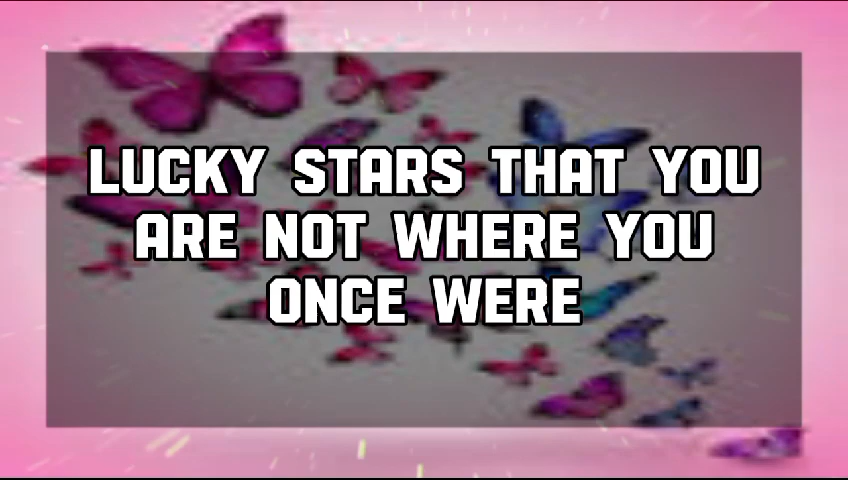 LUCKY STARS THAT YOU
ARE NOT WHERE YOU
ONCE WERE